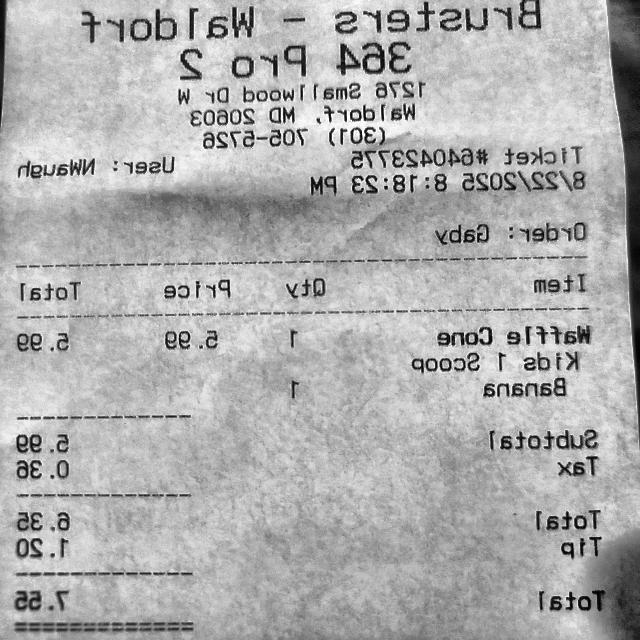 Brusters - Waldorf
364 Pro 2
1276 Smallwood Dr W
Waldorf, MD 20603
(301) 705-5726
Ticket #640423775 User: NWaugh
8/22/2025 8:18:23 PM
Order: Gaby
Item Qty Price Total
Waffle Cone 1 5.99 5.99
Kids 1 Scoop
Banana 1
Subtotal 5.99
Tax 0.36
Total 6.35
Tip 1.20
Total 7.55